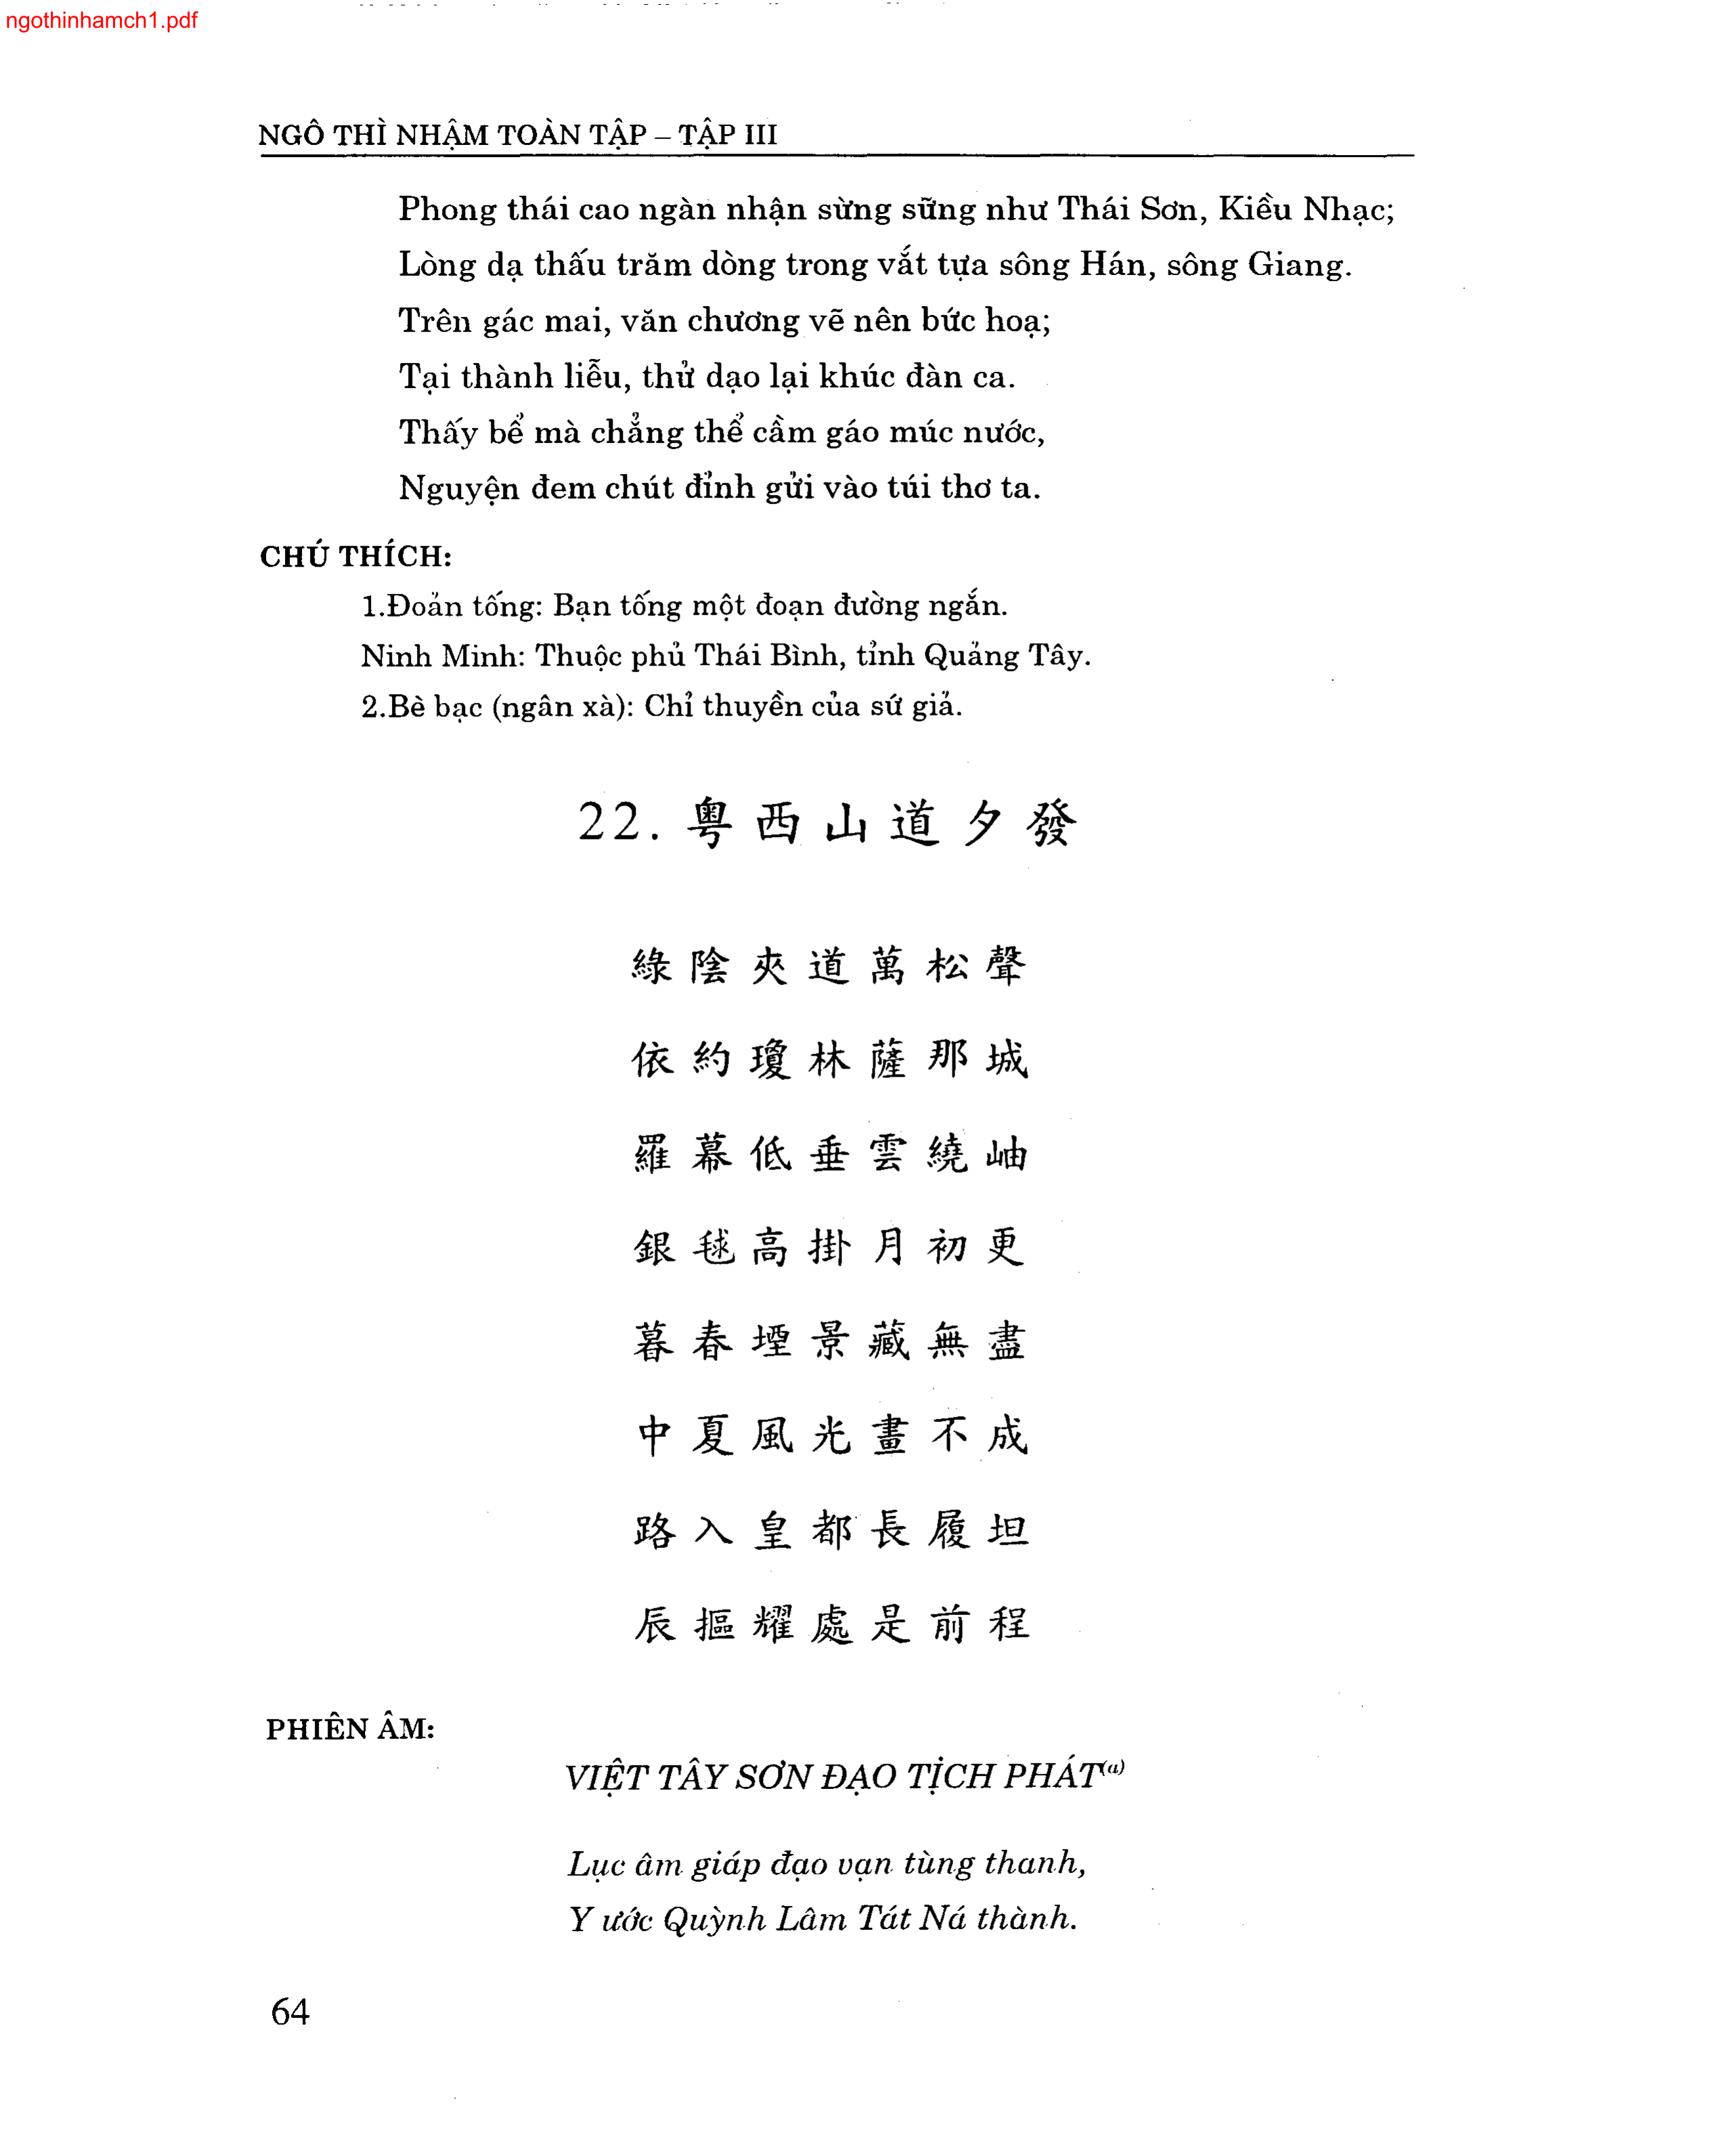 ngothinhamch1.pdf
NGÔ THÌ NHẬM TOÀN TẬP – TẬP III
Phong thái cao ngàn nhận sừng sững như Thái Sơn, Kiều Nhạc;
Lòng dạ thấu trăm dòng trong vắt tựa sông Hán, sông Giang.
Trên gác mai, văn chương vẽ nên bức hoạ;
Tại thành liễu, thử dạo lại khúc đàn ca.
Thấy bể mà chẳng thể cầm gáo múc nước,
Nguyện đem chút đỉnh gửi vào túi thơ ta.
CHÚ THÍCH:
1.Đoản tống: Bạn tống một đoạn đường ngắn.
Ninh Minh: Thuộc phủ Thái Bình, tỉnh Quảng Tây.
2.Bè bạc (ngân xà): Chỉ thuyền của sứ giả.
22. 粵西山道夕發
綠陰夾道萬松聲
依約瓊林薩那城
羅幕低垂雲繞岫
銀毬高掛月初更
暮春堙景藏無盡
中夏風光畫不成
路入皇都長履坦
辰摳耀處是前程
PHIÊN ÂM:
VIỆT TÂY SƠN ĐẠO TỊCH PHÁT(a)
Lục âm giáp đạo vạn tùng thanh,
Y ước Quỳnh Lâm Tát Ná thành.
64